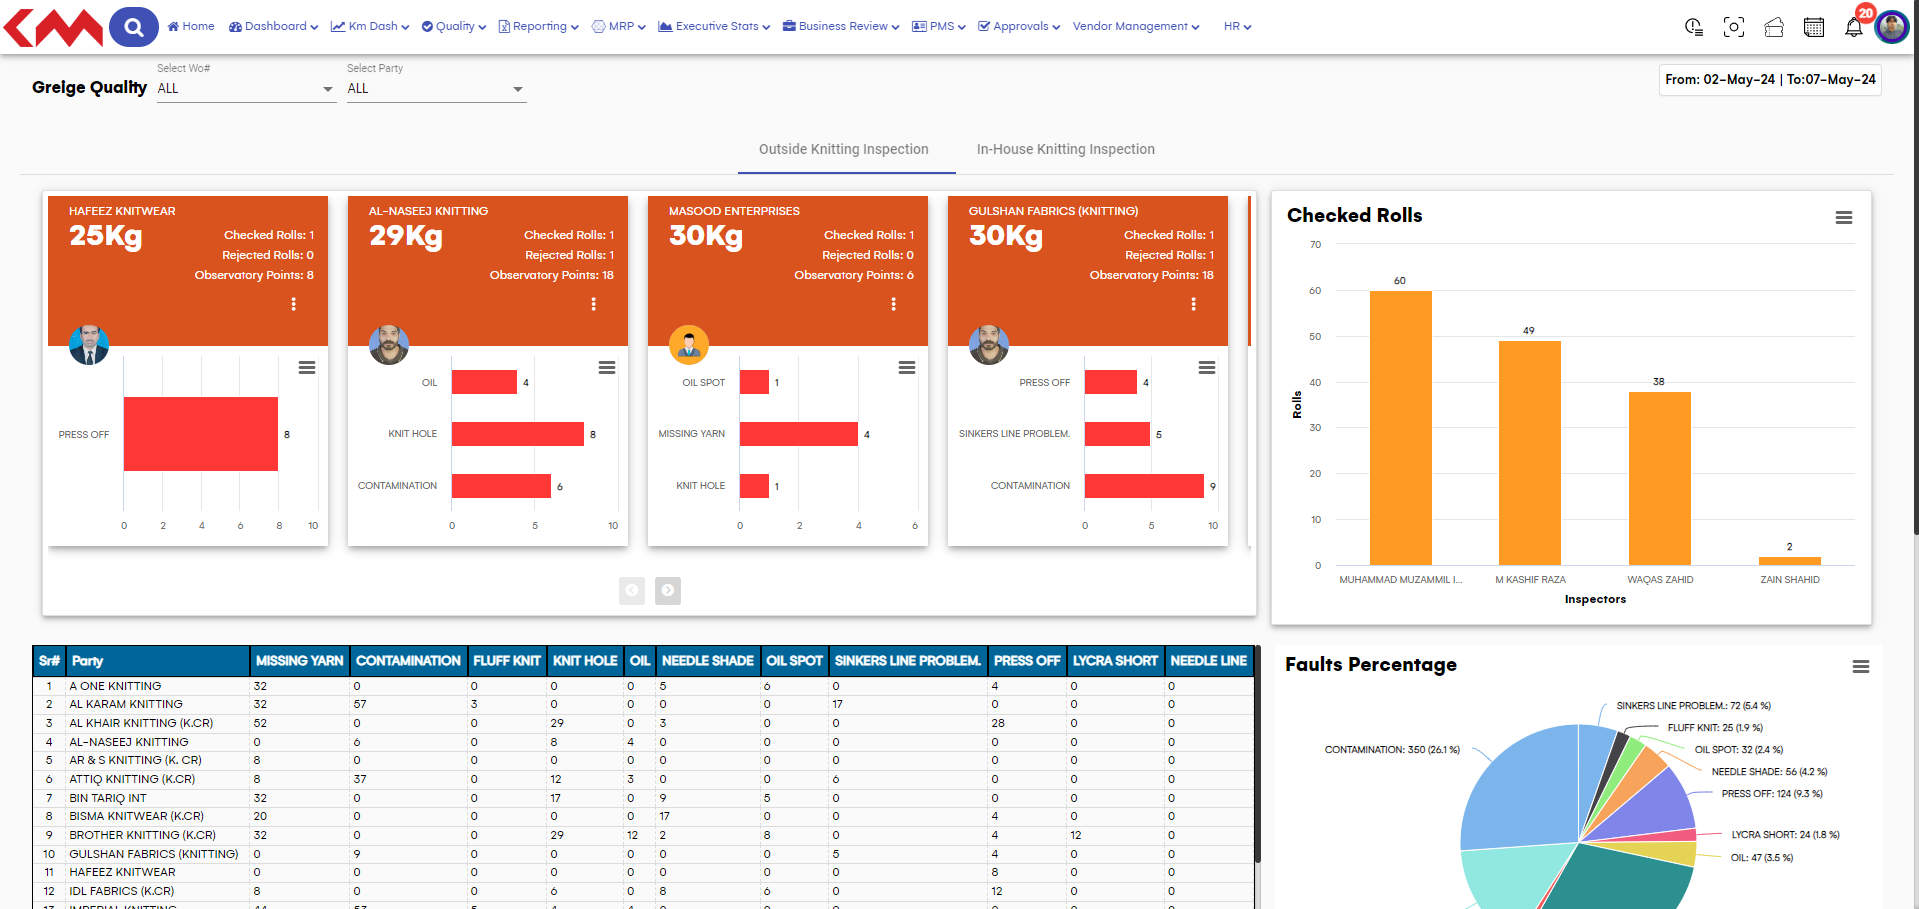 KM
Home
Dashboard
Km Dash
Quality
Reporting
MRP
Executive Stats
Business Review
PMS
Approvals
Vendor Management
HR
20
Greige Quality
Select Wo#
ALL
Select Party
ALL
From: 02-May-24 | To:07-May-24
Outside Knitting Inspection
In-House Knitting Inspection
HAFEEZ KNITWEAR
25Kg
Checked Rolls: 1
Rejected Rolls: 0
Observatory Points: 8
PRESS OFF
8
0 2 4 6 8 10
AL-NASEEJ KNITTING
29Kg
Checked Rolls: 1
Rejected Rolls: 1
Observatory Points: 18
OIL 4
KNIT HOLE 8
CONTAMINATION 6
0 5 10
MASOOD ENTERPRISES
30Kg
Checked Rolls: 1
Rejected Rolls: 0
Observatory Points: 6
OIL SPOT 1
MISSING YARN 4
KNIT HOLE 1
0 2 4 6
GULSHAN FABRICS (KNITTING)
30Kg
Checked Rolls: 1
Rejected Rolls: 1
Observatory Points: 18
PRESS OFF 4
SINKERS LINE PROBLEM. 5
CONTAMINATION 9
0 5 10
Checked Rolls
70
60
50
40
30
20
10
0
Rolls
60
49
38
2
MUHAMMAD MUZAMMIL I...
M KASHIF RAZA
WAQAS ZAHID
ZAIN SHAHID
Inspectors
Sr# Party MISSING YARN CONTAMINATION FLUFF KNIT KNIT HOLE OIL NEEDLE SHADE OIL SPOT SINKERS LINE PROBLEM. PRESS OFF LYCRA SHORT NEEDLE LINE
1 A ONE KNITTING 32 0 0 0 0 5 6 0 4 0 0
2 AL KARAM KNITTING 32 57 3 0 0 0 0 17 0 0 0
3 AL KHAIR KNITTING (K.CR) 52 0 0 29 0 3 0 0 28 0 0
4 AL-NASEEJ KNITTING 0 6 0 8 4 0 0 0 0 0 0
5 AR & S KNITTING (K. CR) 8 0 0 0 0 0 0 0 0 0 0
6 ATTIQ KNITTING (K.CR) 8 37 0 12 3 0 0 6 0 0 0
7 BIN TARIQ INT 32 0 0 17 0 9 5 0 0 0 0
8 BISMA KNITWEAR (K.CR) 20 0 0 0 0 17 0 0 4 0 0
9 BROTHER KNITTING (K.CR) 32 0 0 29 12 2 8 0 4 12 0
10 GULSHAN FABRICS (KNITTING) 0 9 0 0 0 0 0 5 4 0 0
11 HAFEEZ KNITWEAR 0 0 0 0 0 0 0 0 8 0 0
12 IDL FABRICS (K.CR) 8 0 0 6 0 8 6 0 12 0 0
Faults Percentage
SINKERS LINE PROBLEM.: 72 (5.4 %)
FLUFF KNIT: 25 (1.9 %)
CONTAMINATION: 350 (26.1 %)
OIL SPOT: 32 (2.4 %)
NEEDLE SHADE: 56 (4.2 %)
PRESS OFF: 124 (9.3 %)
LYCRA SHORT: 24 (1.8 %)
OIL: 47 (3.5 %)